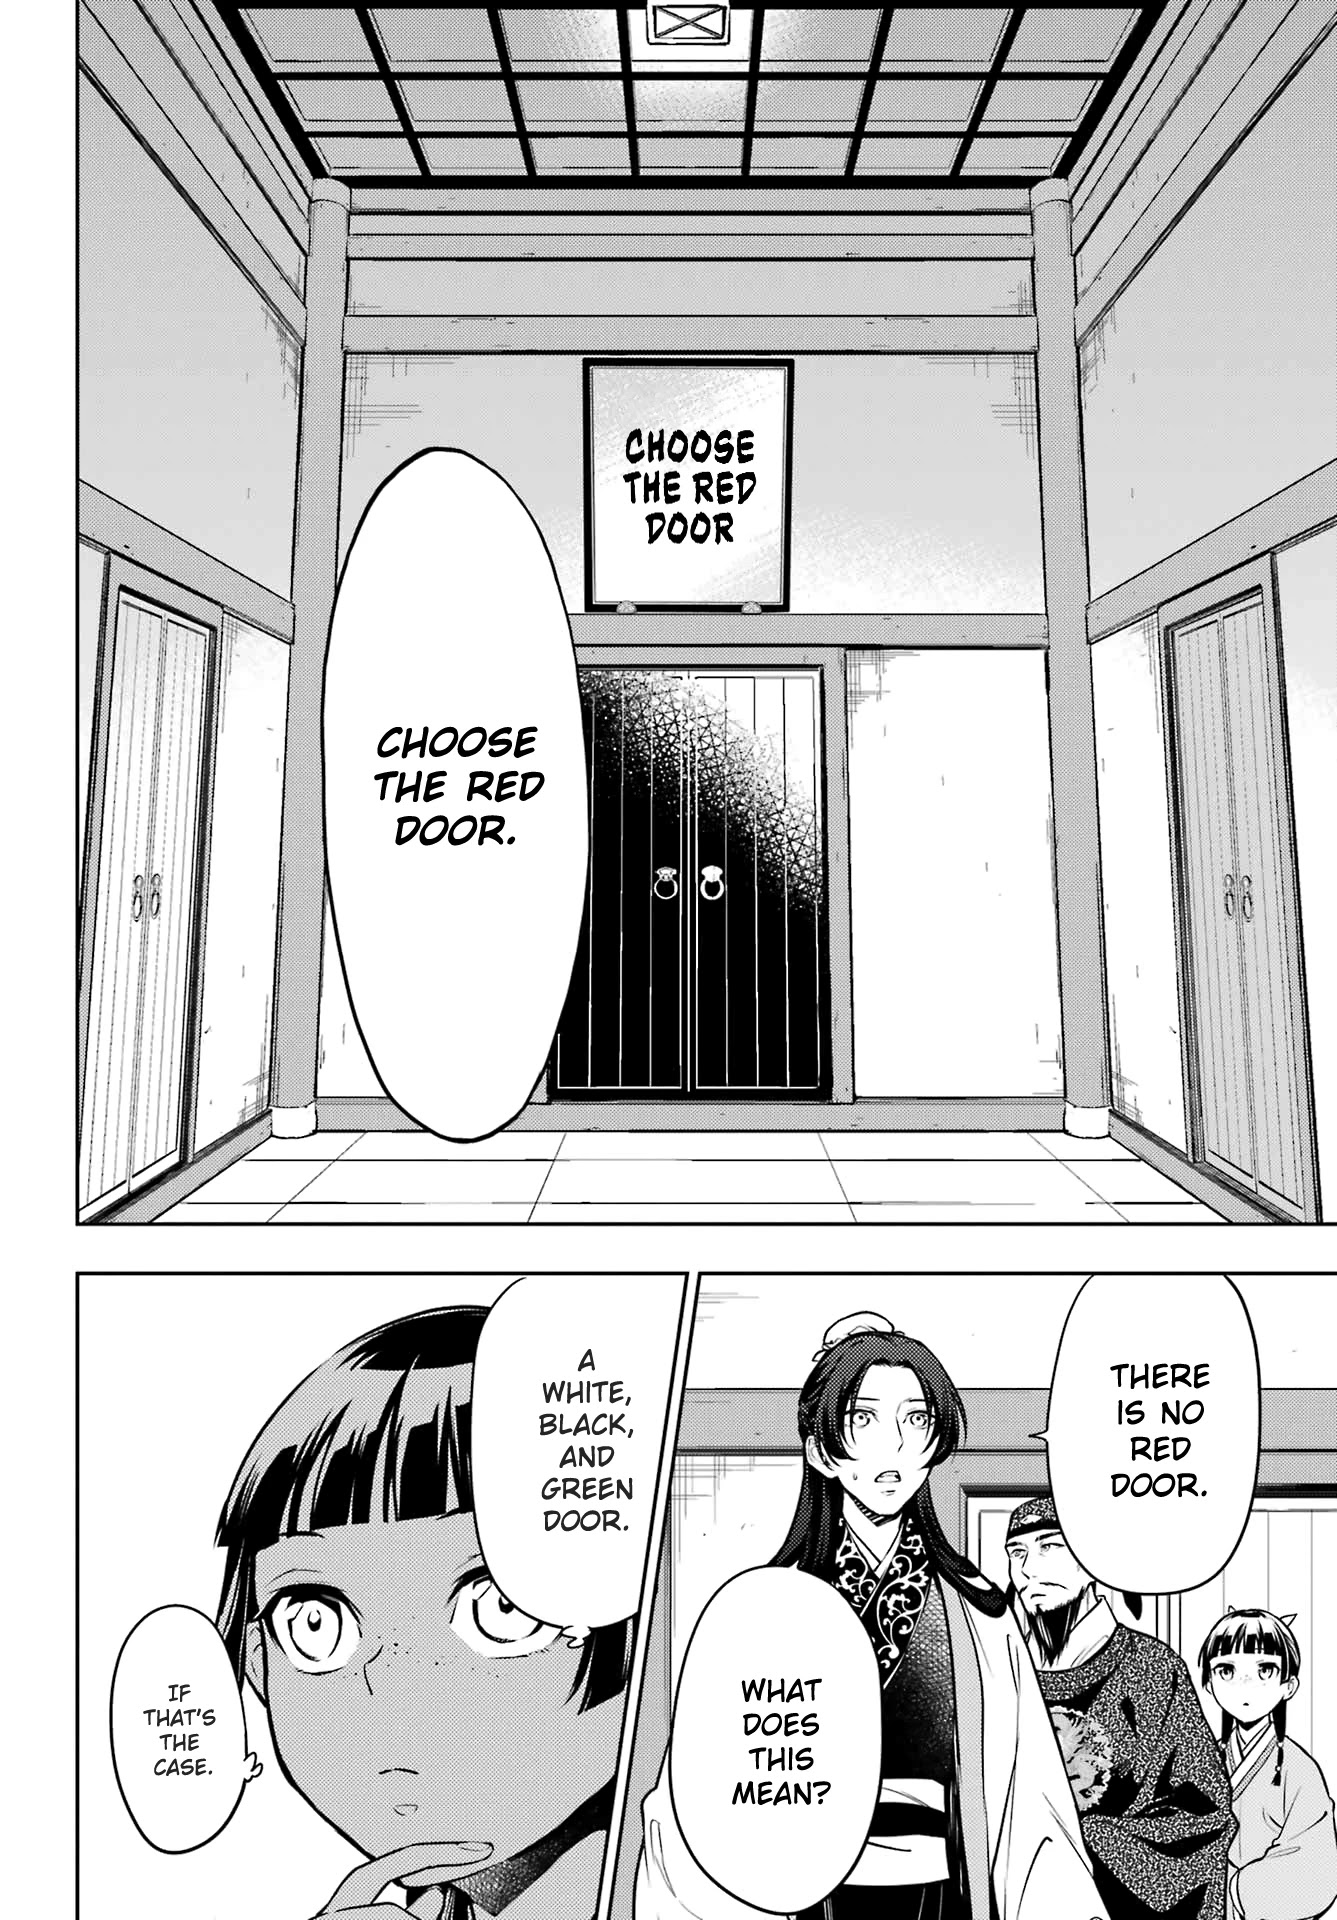 CHOOSE
THE RED
DOOR
CHOOSE
THE RED
DOOR.
THERE
IS NO
RED
DOOR.
WHAT
DOES
THIS
MEAN?
A
WHITE,
BLACK,
AND
GREEN
DOOR.
IF
THAT'S
THE
CASE.